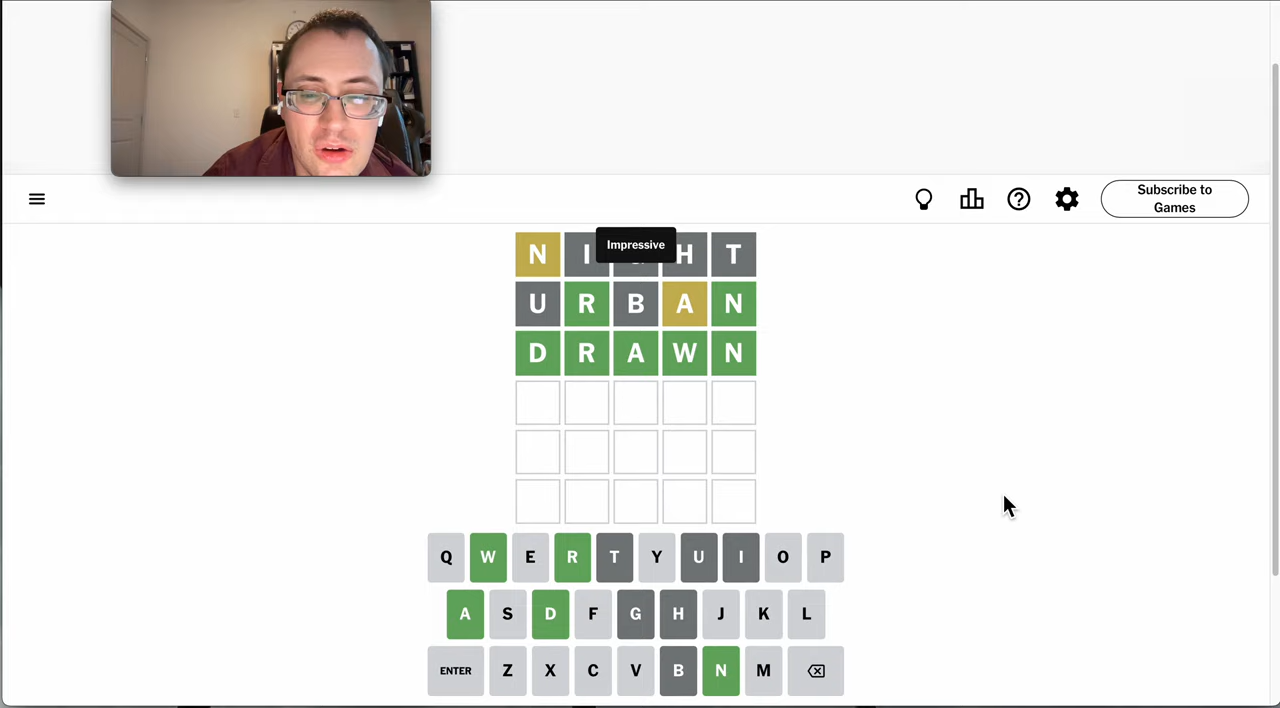 Subscribe to
Games
Impressive
N I H T
U R B A N
D R A W N
Q W E R T Y U I O P
A S D F G H J K L
ENTER Z X C V B N M